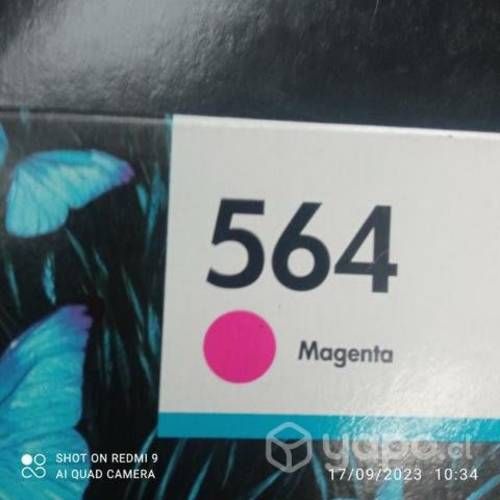 564
Magenta
yapo.cl
SHOT ON REDMI 9
AI QUAD CAMERA
17/09/2023 10:34